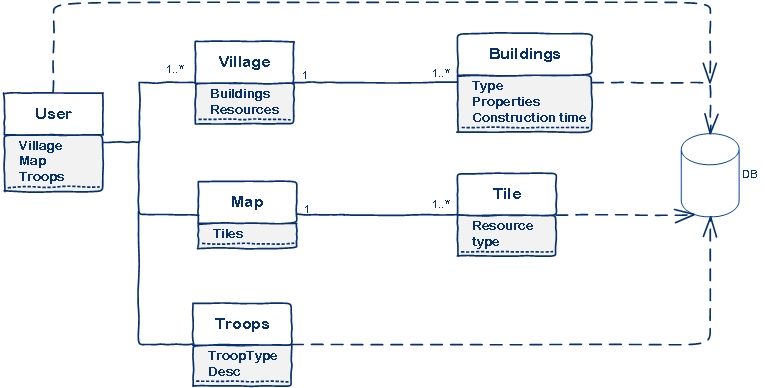 User
Village
Map
Troops
1..*
Village
Buildings
Resources
1
1..*
Buildings
Type
Properties
Construction time
Map
Tiles
1
1..*
Tile
Resource
type
Troops
TroopType
Desc
DB